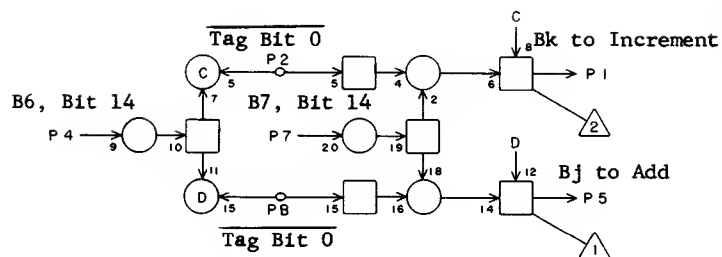 Tag Bit 0
C
P2
C
5
5
4
6
8
Bk to Increment
P1
7
2
2
B6, Bit 14
B7, Bit 14
P4
9
10
P7
20
19
11
18
D
D
12
Bj to Add
15
PB
15
16
14
P5
Tag Bit 0
1